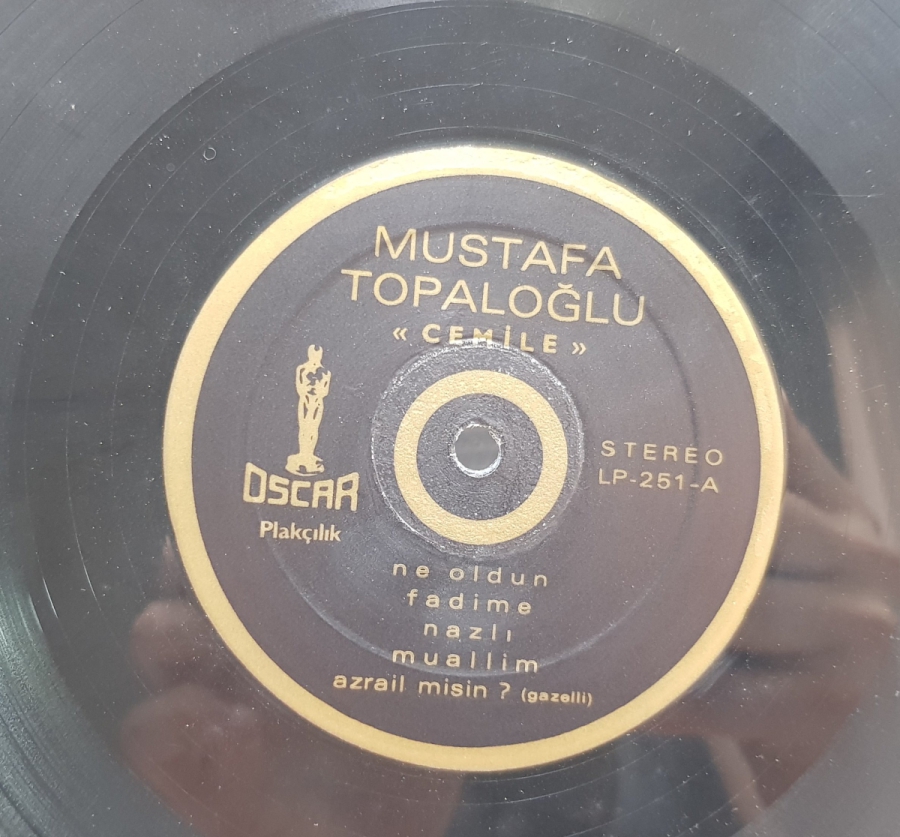 MUSTAFA
TOPALOĞLU
« CEMİLE »
OSCAR
Plakçılık
STEREO
LP-251-A
ne oldun
fadime
nazlı
muallim
azrail misin ? (gazelli)